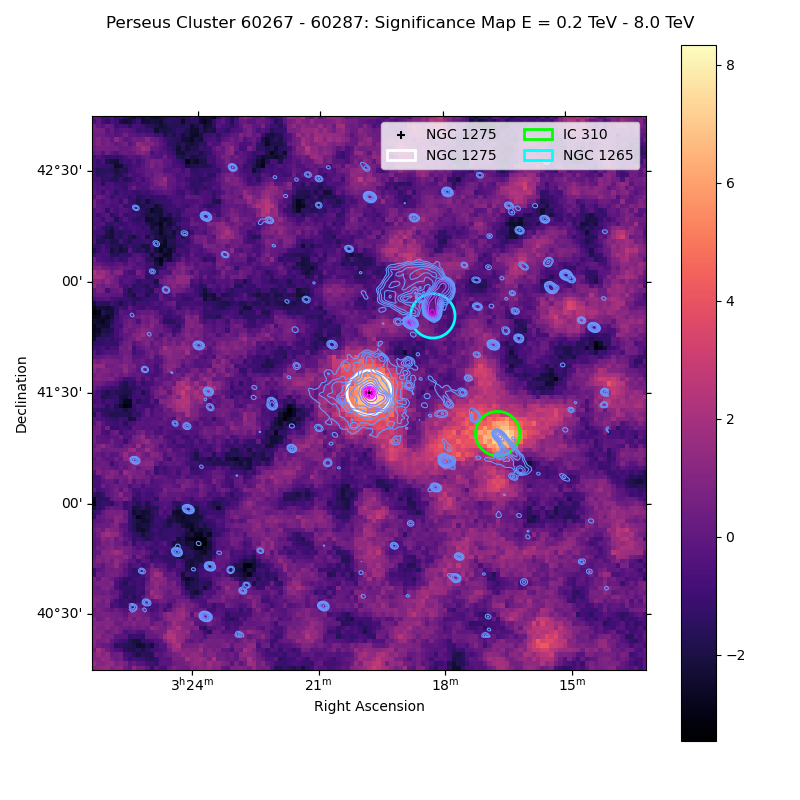 Perseus Cluster 60267 - 60287: Significance Map E = 0.2 TeV - 8.0 TeV
NGC 1275
NGC 1275
IC 310
NGC 1265
42°30'
00'
41°30'
00'
40°30'
Declination
3ʰ24ᵐ
21ᵐ
18ᵐ
15ᵐ
Right Ascension
8
6
4
2
0
−2